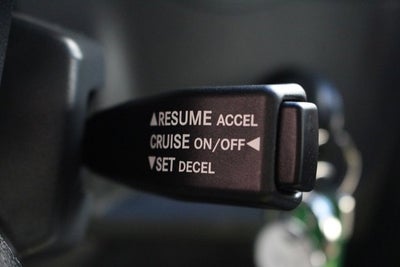 ▲RESUME ACCEL
CRUISE ON/OFF◀
▼SET DECEL